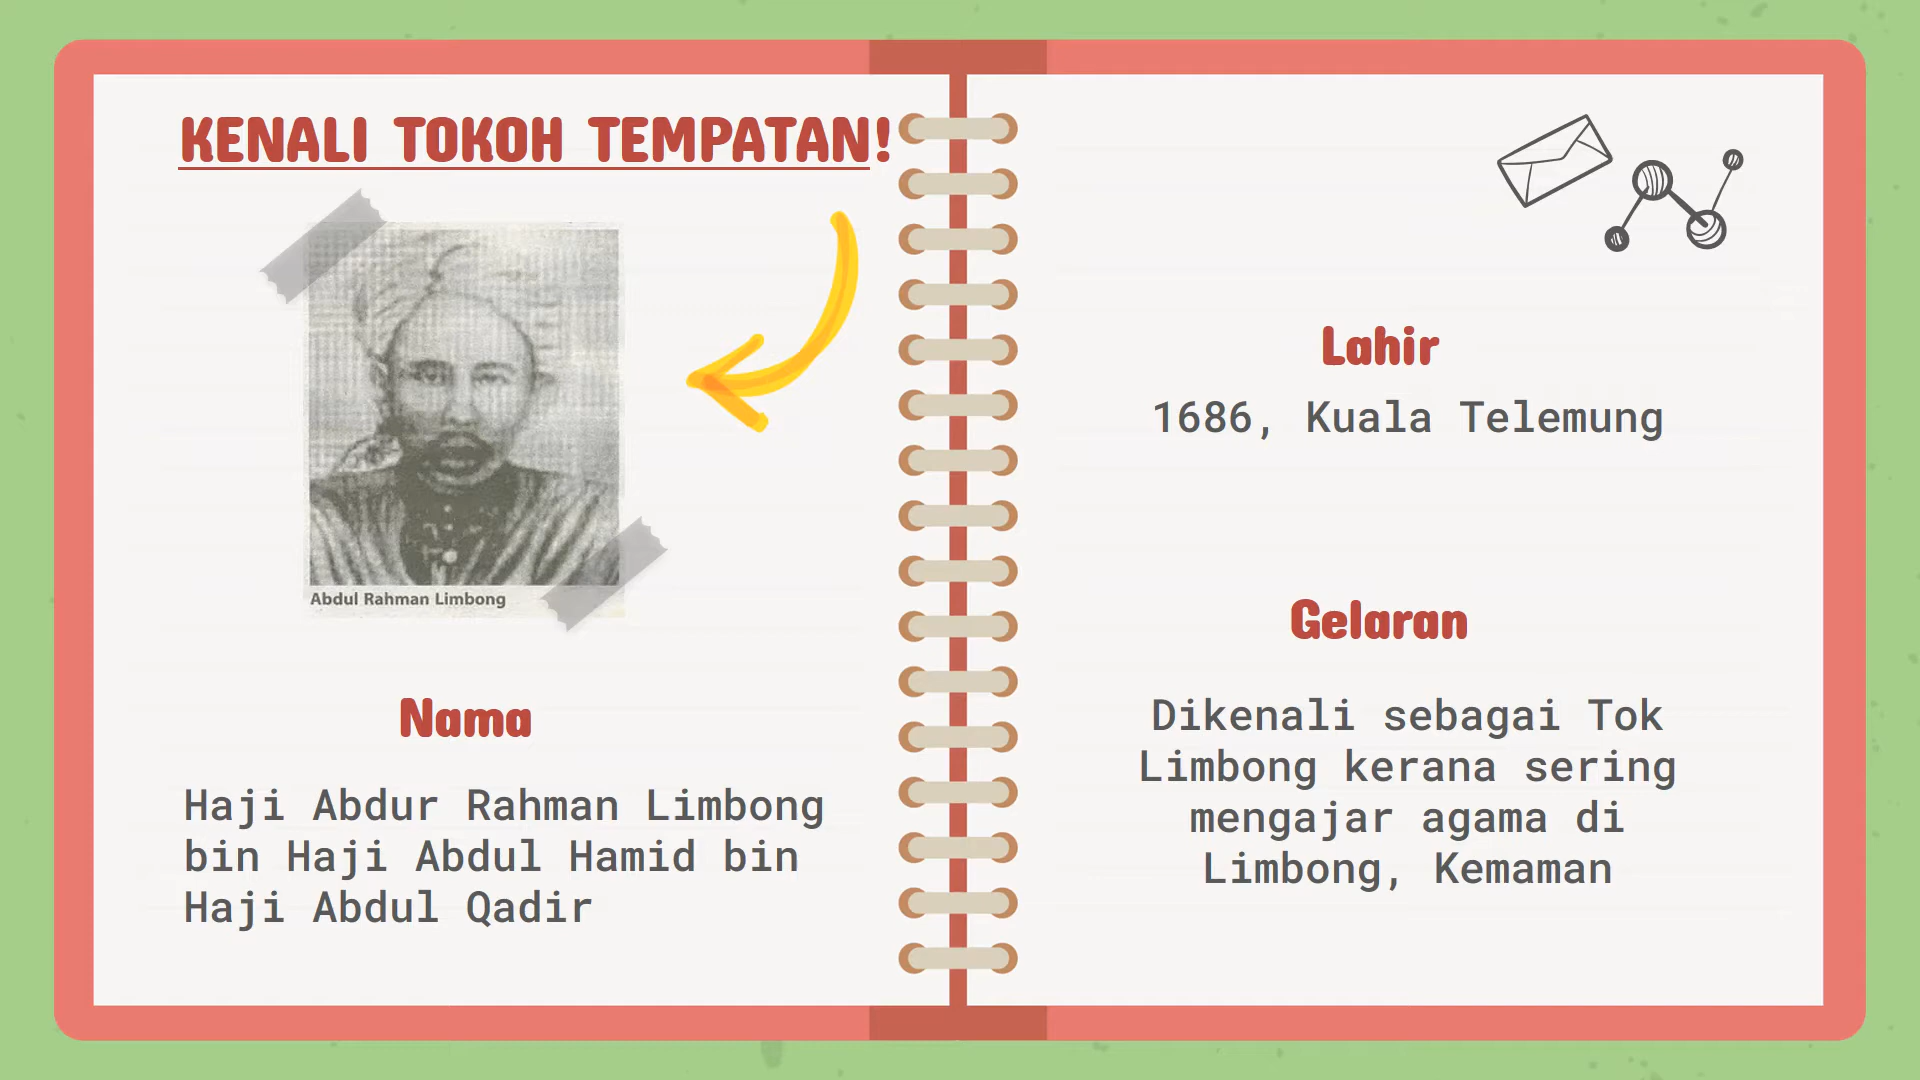 KENALI TOKOH TEMPATAN!
Abdul Rahman Limbong
Nama
Haji Abdur Rahman Limbong
bin Haji Abdul Hamid bin
Haji Abdul Qadir
Lahir
1686, Kuala Telemung
Gelaran
Dikenali sebagai Tok
Limbong kerana sering
mengajar agama di
Limbong, Kemaman